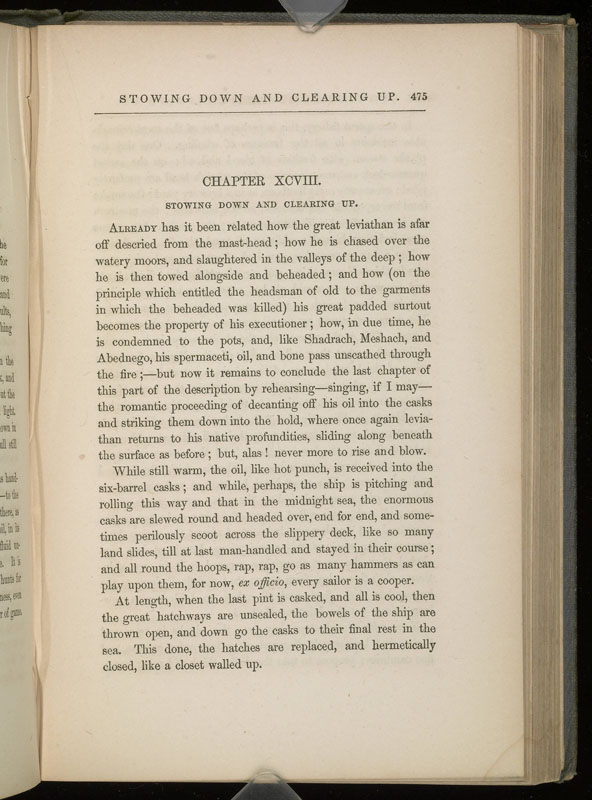 STOWING DOWN AND CLEARING UP. 475
CHAPTER XCVIII.
STOWING DOWN AND CLEARING UP.
ALREADY has it been related how the great leviathan is afar
off descried from the mast-head; how he is chased over the
watery moors, and slaughtered in the valleys of the deep; how
he is then towed alongside and beheaded; and how (on the
principle which entitled the headsman of old to the garments
in which the beheaded was killed) his great padded surtout
becomes the property of his executioner; how, in due time, he
is condemned to the pots, and, like Shadrach, Meshach, and
Abednego, his spermaceti, oil, and bone pass unscathed through
the fire;—but now it remains to conclude the last chapter of
this part of the description by rehearsing—singing, if I may—
the romantic proceeding of decanting off his oil into the casks
and striking them down into the hold, where once again levia-
than returns to his native profundities, sliding along beneath
the surface as before; but, alas! never more to rise and blow.
While still warm, the oil, like hot punch, is received into the
six-barrel casks; and while, perhaps, the ship is pitching and
rolling this way and that in the midnight sea, the enormous
casks are slewed round and headed over, end for end, and some-
times perilously scoot across the slippery deck, like so many
land slides, till at last man-handled and stayed in their course;
and all round the hoops, rap, rap, go as many hammers as can
play upon them, for now, ex officio, every sailor is a cooper.
At length, when the last pint is casked, and all is cool, then
the great hatchways are unsealed, the bowels of the ship are
thrown open, and down go the casks to their final rest in the
sea. This done, the hatches are replaced, and hermetically
closed, like a closet walled up.